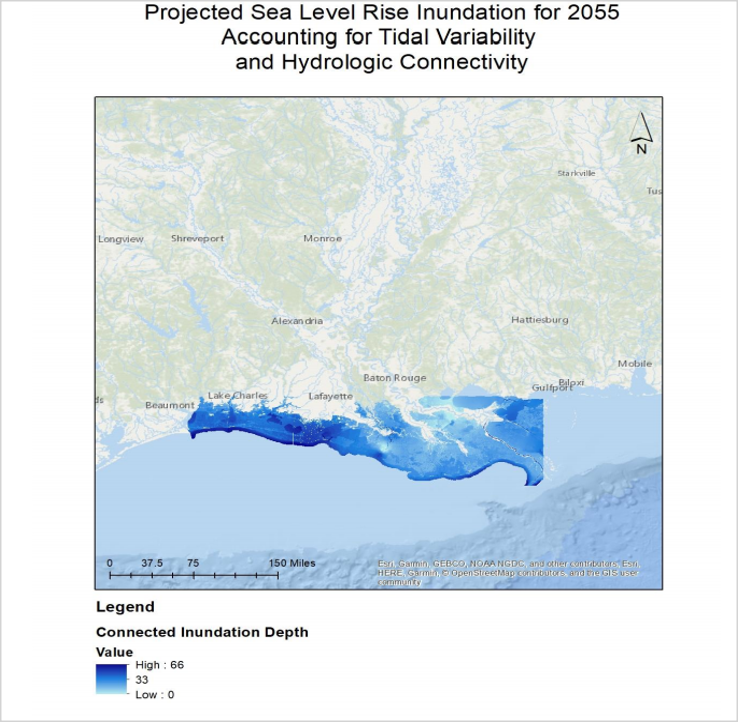 Projected Sea Level Rise Inundation for 2055
Accounting for Tidal Variability
and Hydrologic Connectivity
N
Starkville
Tus
Longview
Shreveport
Monroe
Alexandria
Hattiesburg
Mobile
Baton Rouge
Biloxi
Gulfport
Lake Charles
Lafayette
ds
Beaumont
0 37.5 75 150 Miles
Esri, Garmin, GEBCO, NOAA NGDC, and other contributors, Esri,
HERE, Garmin, © OpenStreetMap contributors, and the GIS user
community
Legend
Connected Inundation Depth
Value
High : 66
33
Low : 0